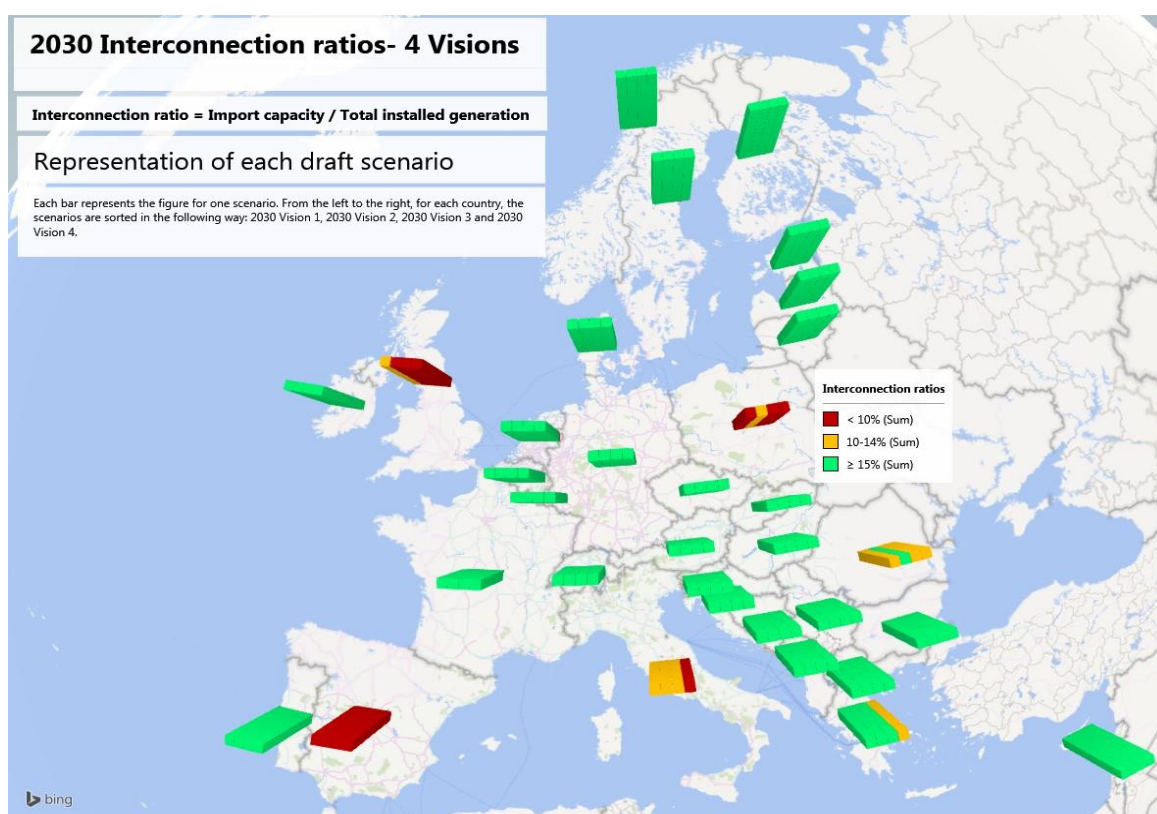 2030 Interconnection ratios- 4 Visions
Interconnection ratio = Import capacity / Total installed generation
Representation of each draft scenario
Each bar represents the figure for one scenario. From the left to the right, for each country, the
scenarios are sorted in the following way: 2030 Vision 1, 2030 Vision 2, 2030 Vision 3 and 2030
Vision 4.
Interconnection ratios
< 10% (Sum)
10-14% (Sum)
≥ 15% (Sum)
bing